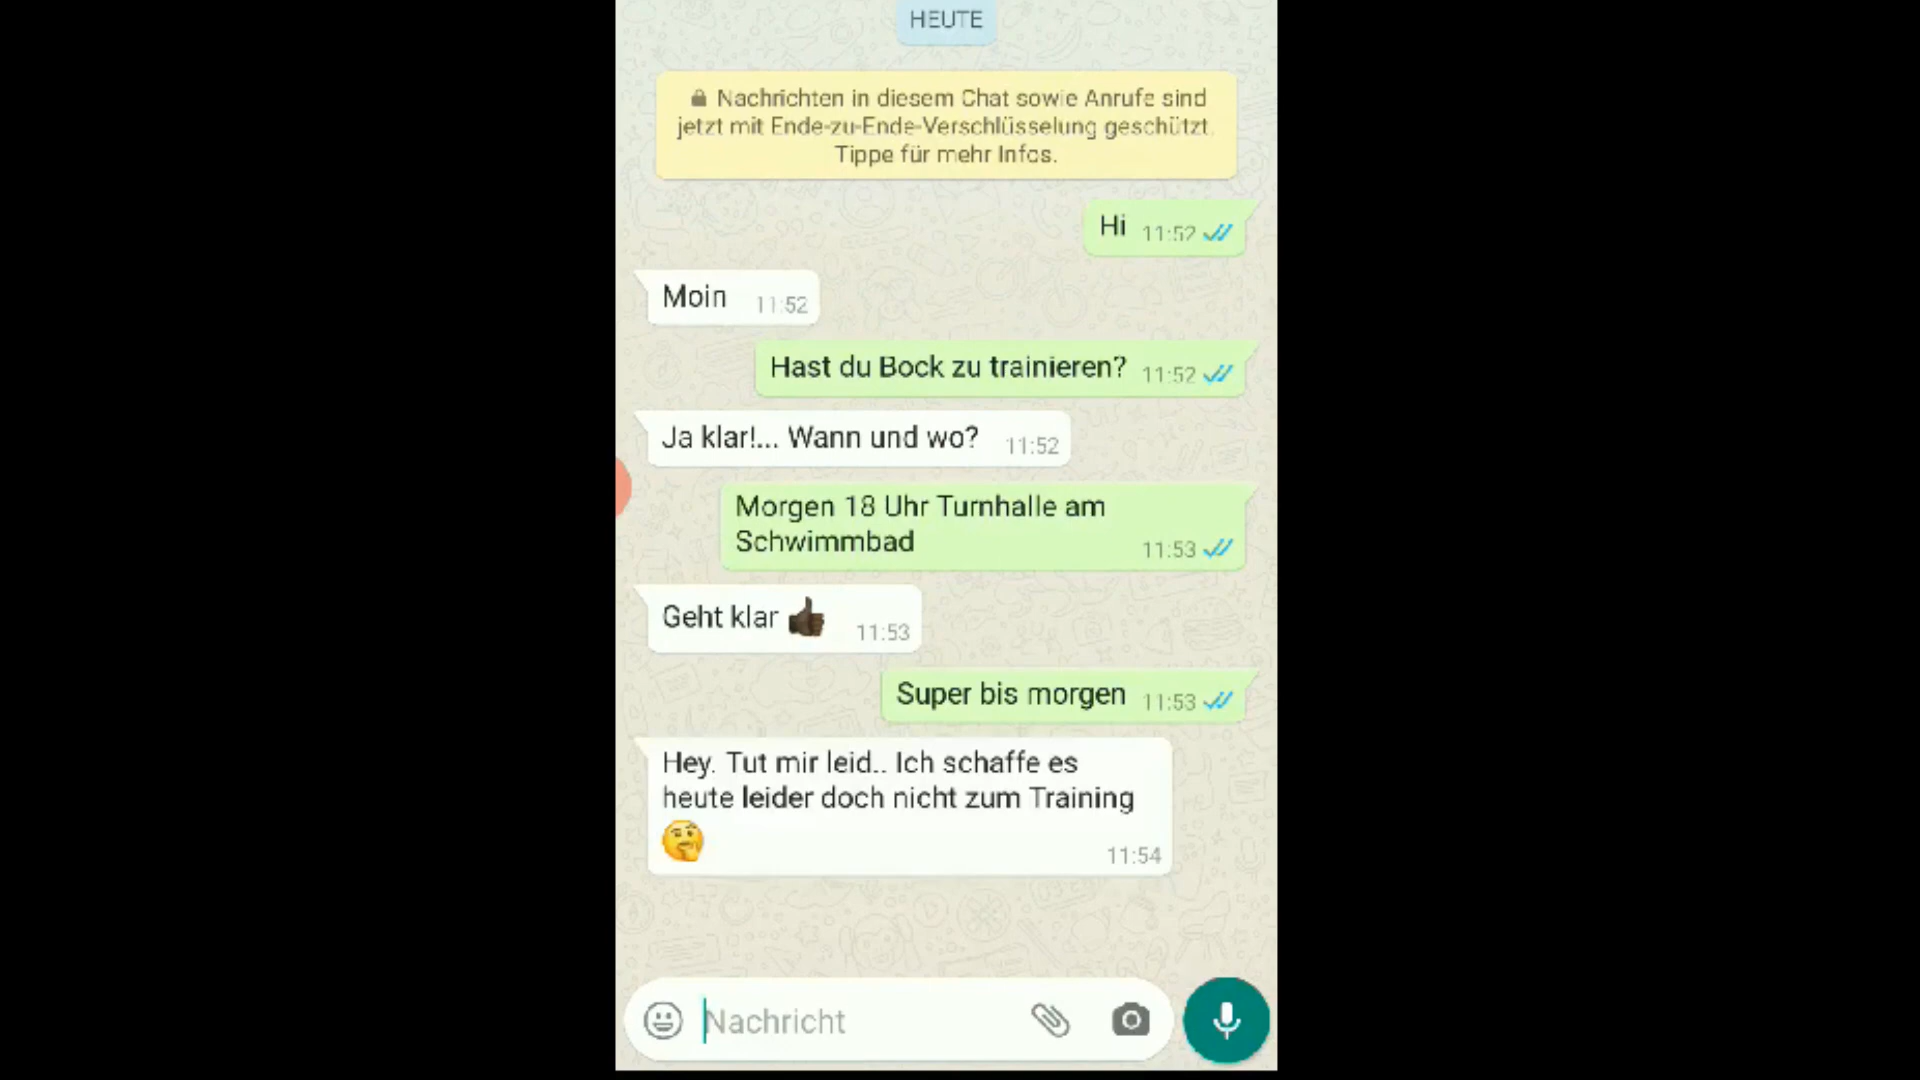 HEUTE
Nachrichten in diesem Chat sowie Anrufe sind
jetzt mit Ende-zu-Ende-Verschlüsselung geschützt.
Tippe für mehr Infos.
Hi 11:52
Moin 11:52
Hast du Bock zu trainieren? 11:52
Ja klar!... Wann und wo? 11:52
Morgen 18 Uhr Turnhalle am
Schwimmbad 11:53
Geht klar 👍🏿 11:53
Super bis morgen 11:53
Hey. Tut mir leid.. Ich schaffe es
heute leider doch nicht zum Training
🤔 11:54
Nachricht